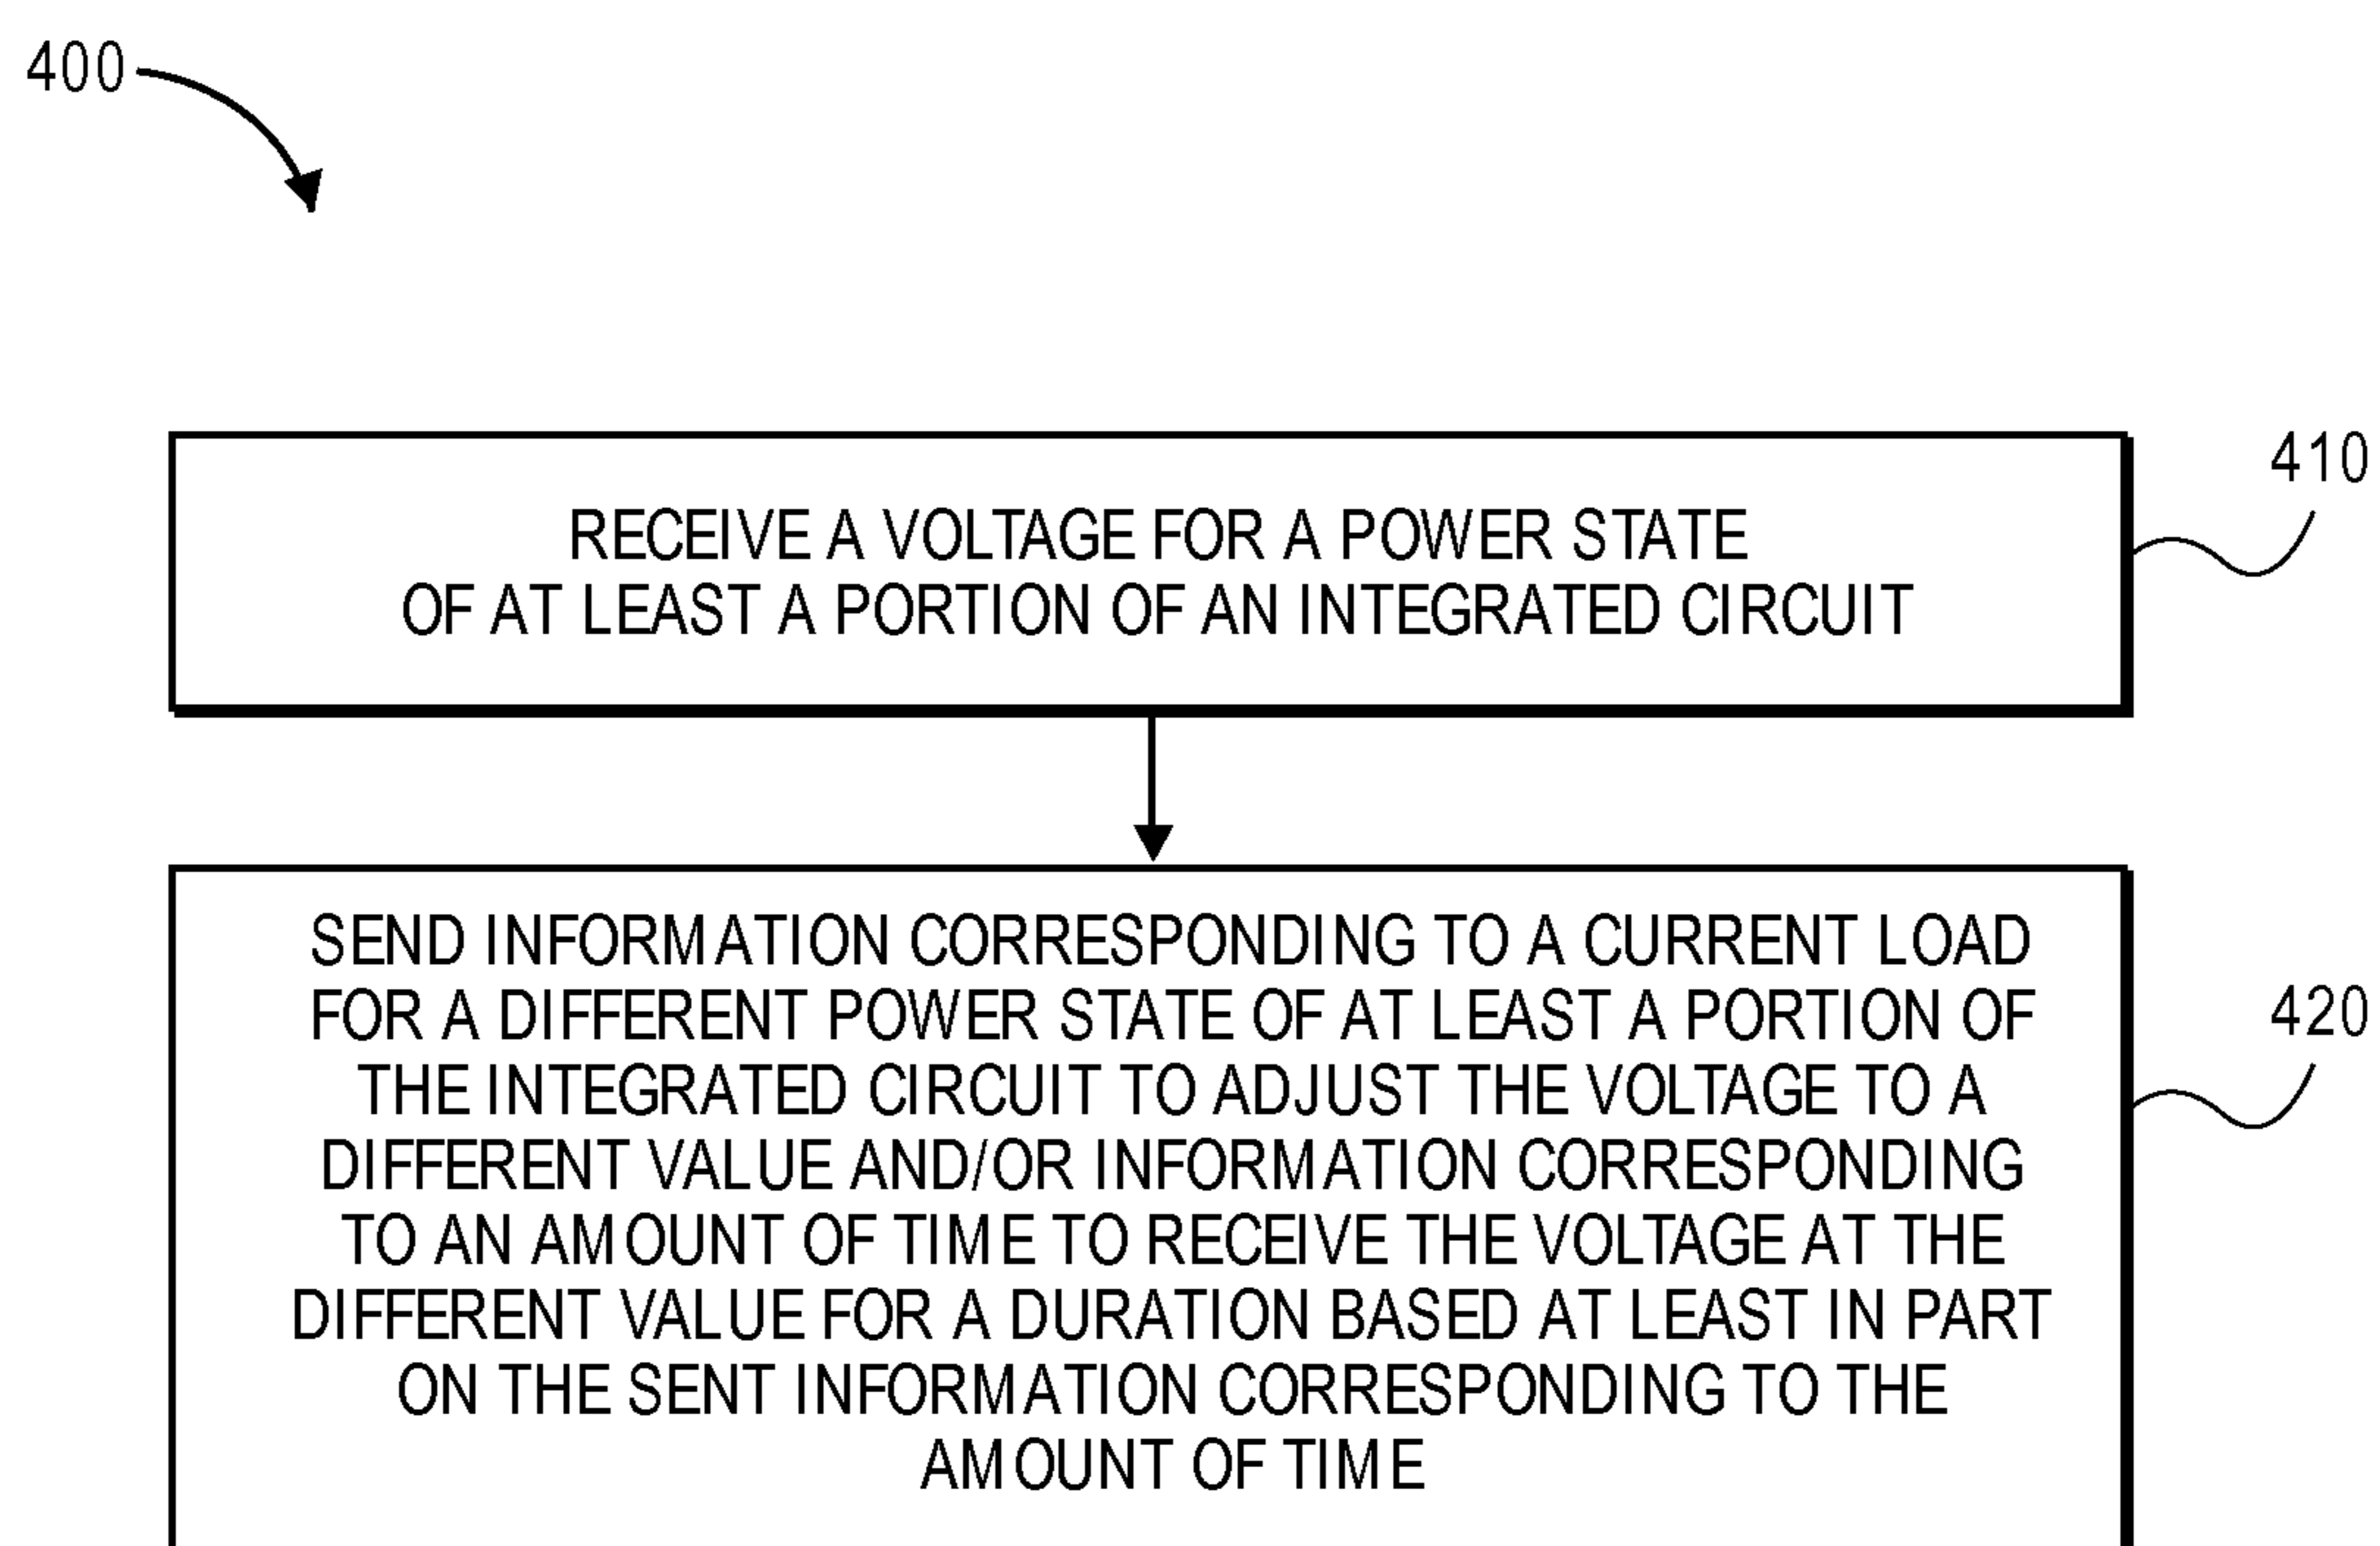 400
410
RECEIVE A VOLTAGE FOR A POWER STATE
OF AT LEAST A PORTION OF AN INTEGRATED CIRCUIT
SEND INFORMATION CORRESPONDING TO A CURRENT LOAD
FOR A DIFFERENT POWER STATE OF AT LEAST A PORTION OF
420
THE INTEGRATED CIRCUIT TO ADJUST THE VOLTAGE TO A
DIFFERENT VALUE AND/OR INFORMATION CORRESPONDING
TO AN AMOUNT OF TIME TO RECEIVE THE VOLTAGE AT THE
DIFFERENT VALUE FOR A DURATION BASED AT LEAST IN PART
ON THE SENT INFORMATION CORRESPONDING TO THE
AMOUNT OF TIME